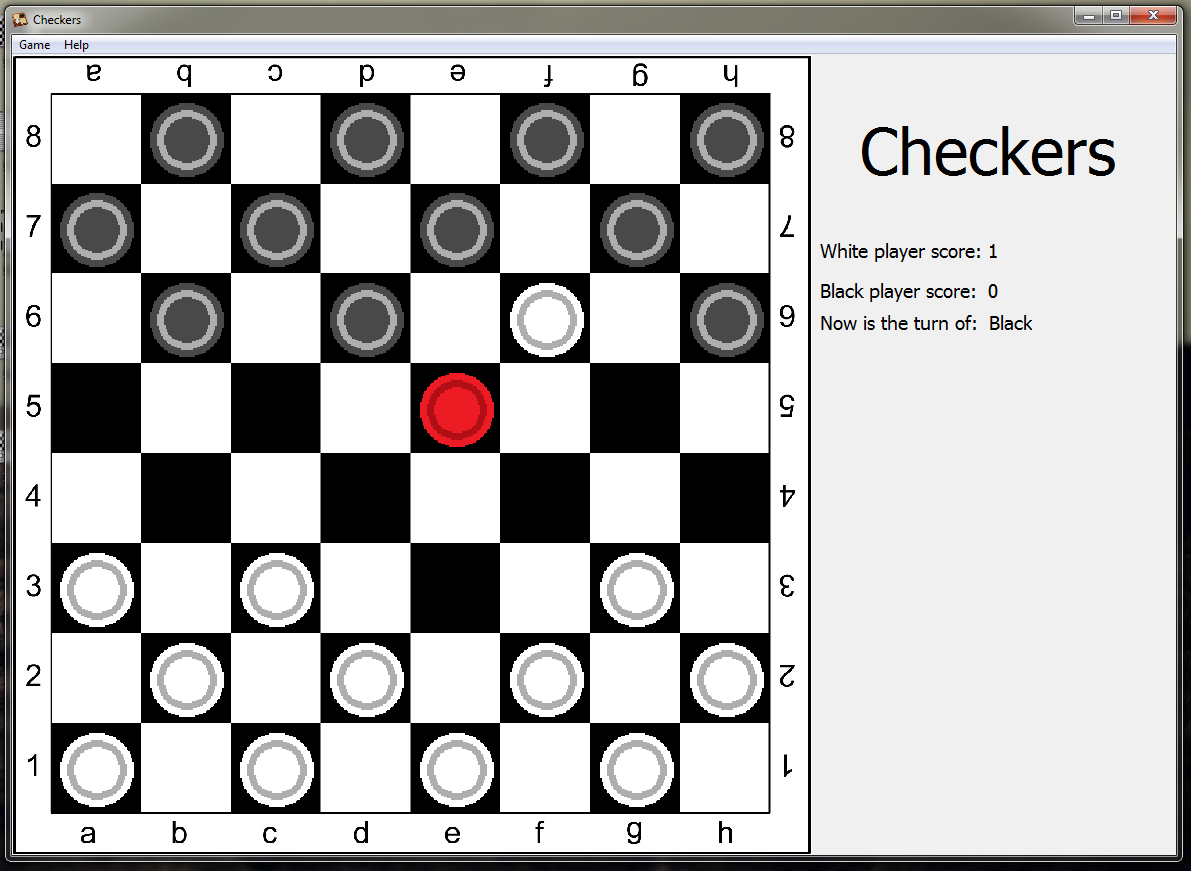 Checkers
Game Help
a b c d e f g h
8 8
7 7
6 6
5 5
4 4
3 3
2 2
1 1
a b c d e f g h
Checkers
White player score: 1
Black player score: 0
Now is the turn of: Black